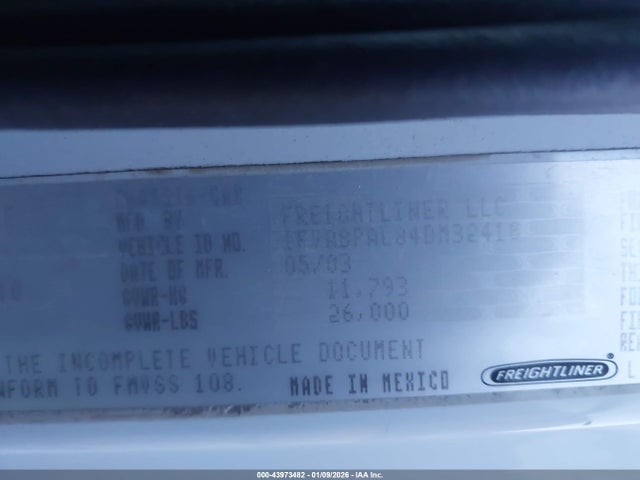 MFD. BY FREIGHTLINER LLC
VEHICLE ID NO.
DATE OF MFR. 05/03
GVWR-KG 11,793
GVWR-LBS 26,000
THE INCOMPLETE VEHICLE DOCUMENT
NFORM TO FMVSS 108. MADE IN MEXICO
FREIGHTLINER
000-43973482 - 01/09/2026 - IAA Inc.